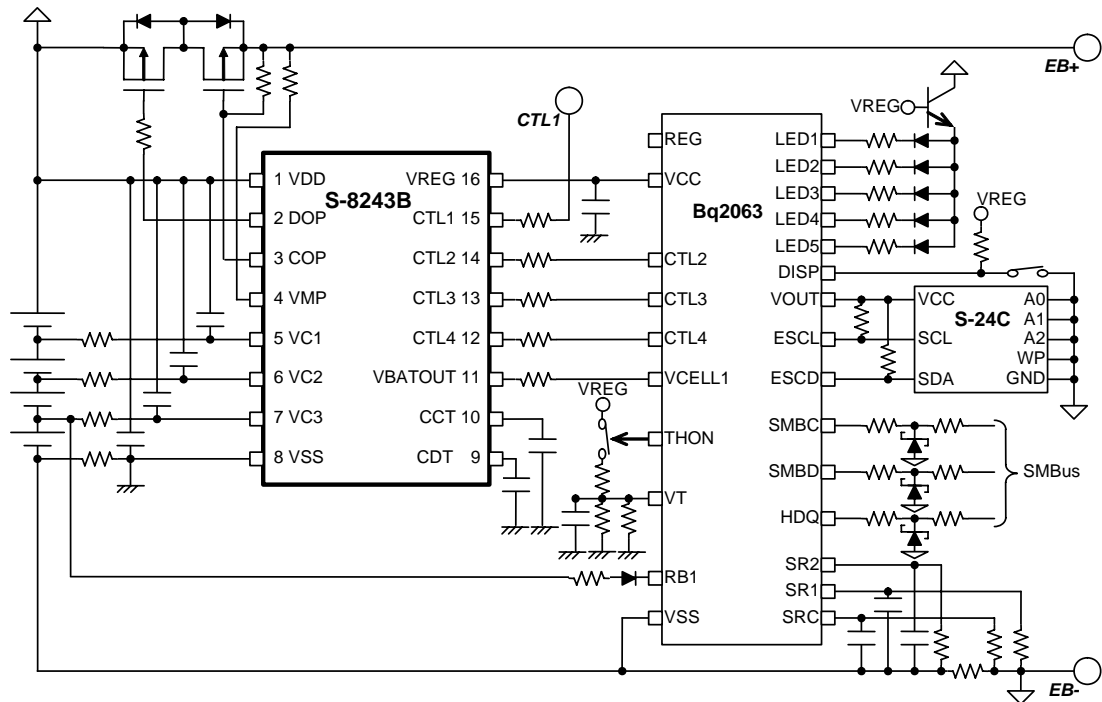 EB+
VREG
CTL1
S-8243B
1 VDD
2 DOP
3 COP
4 VMP
5 VC1
6 VC2
7 VC3
8 VSS
VREG 16
CTL1 15
CTL2 14
CTL3 13
CTL4 12
VBATOUT 11
CCT 10
CDT 9
VREG
Bq2063
REG
VCC
CTL2
CTL3
CTL4
VCELL1
THON
VT
RB1
VSS
LED1
LED2
LED3
LED4
LED5
DISP
VOUT
ESCL
ESCD
SMBC
SMBD
HDQ
SR2
SR1
SRC
VREG
S-24C
VCC
SCL
SDA
A0
A1
A2
WP
GND
SMBus
EB-